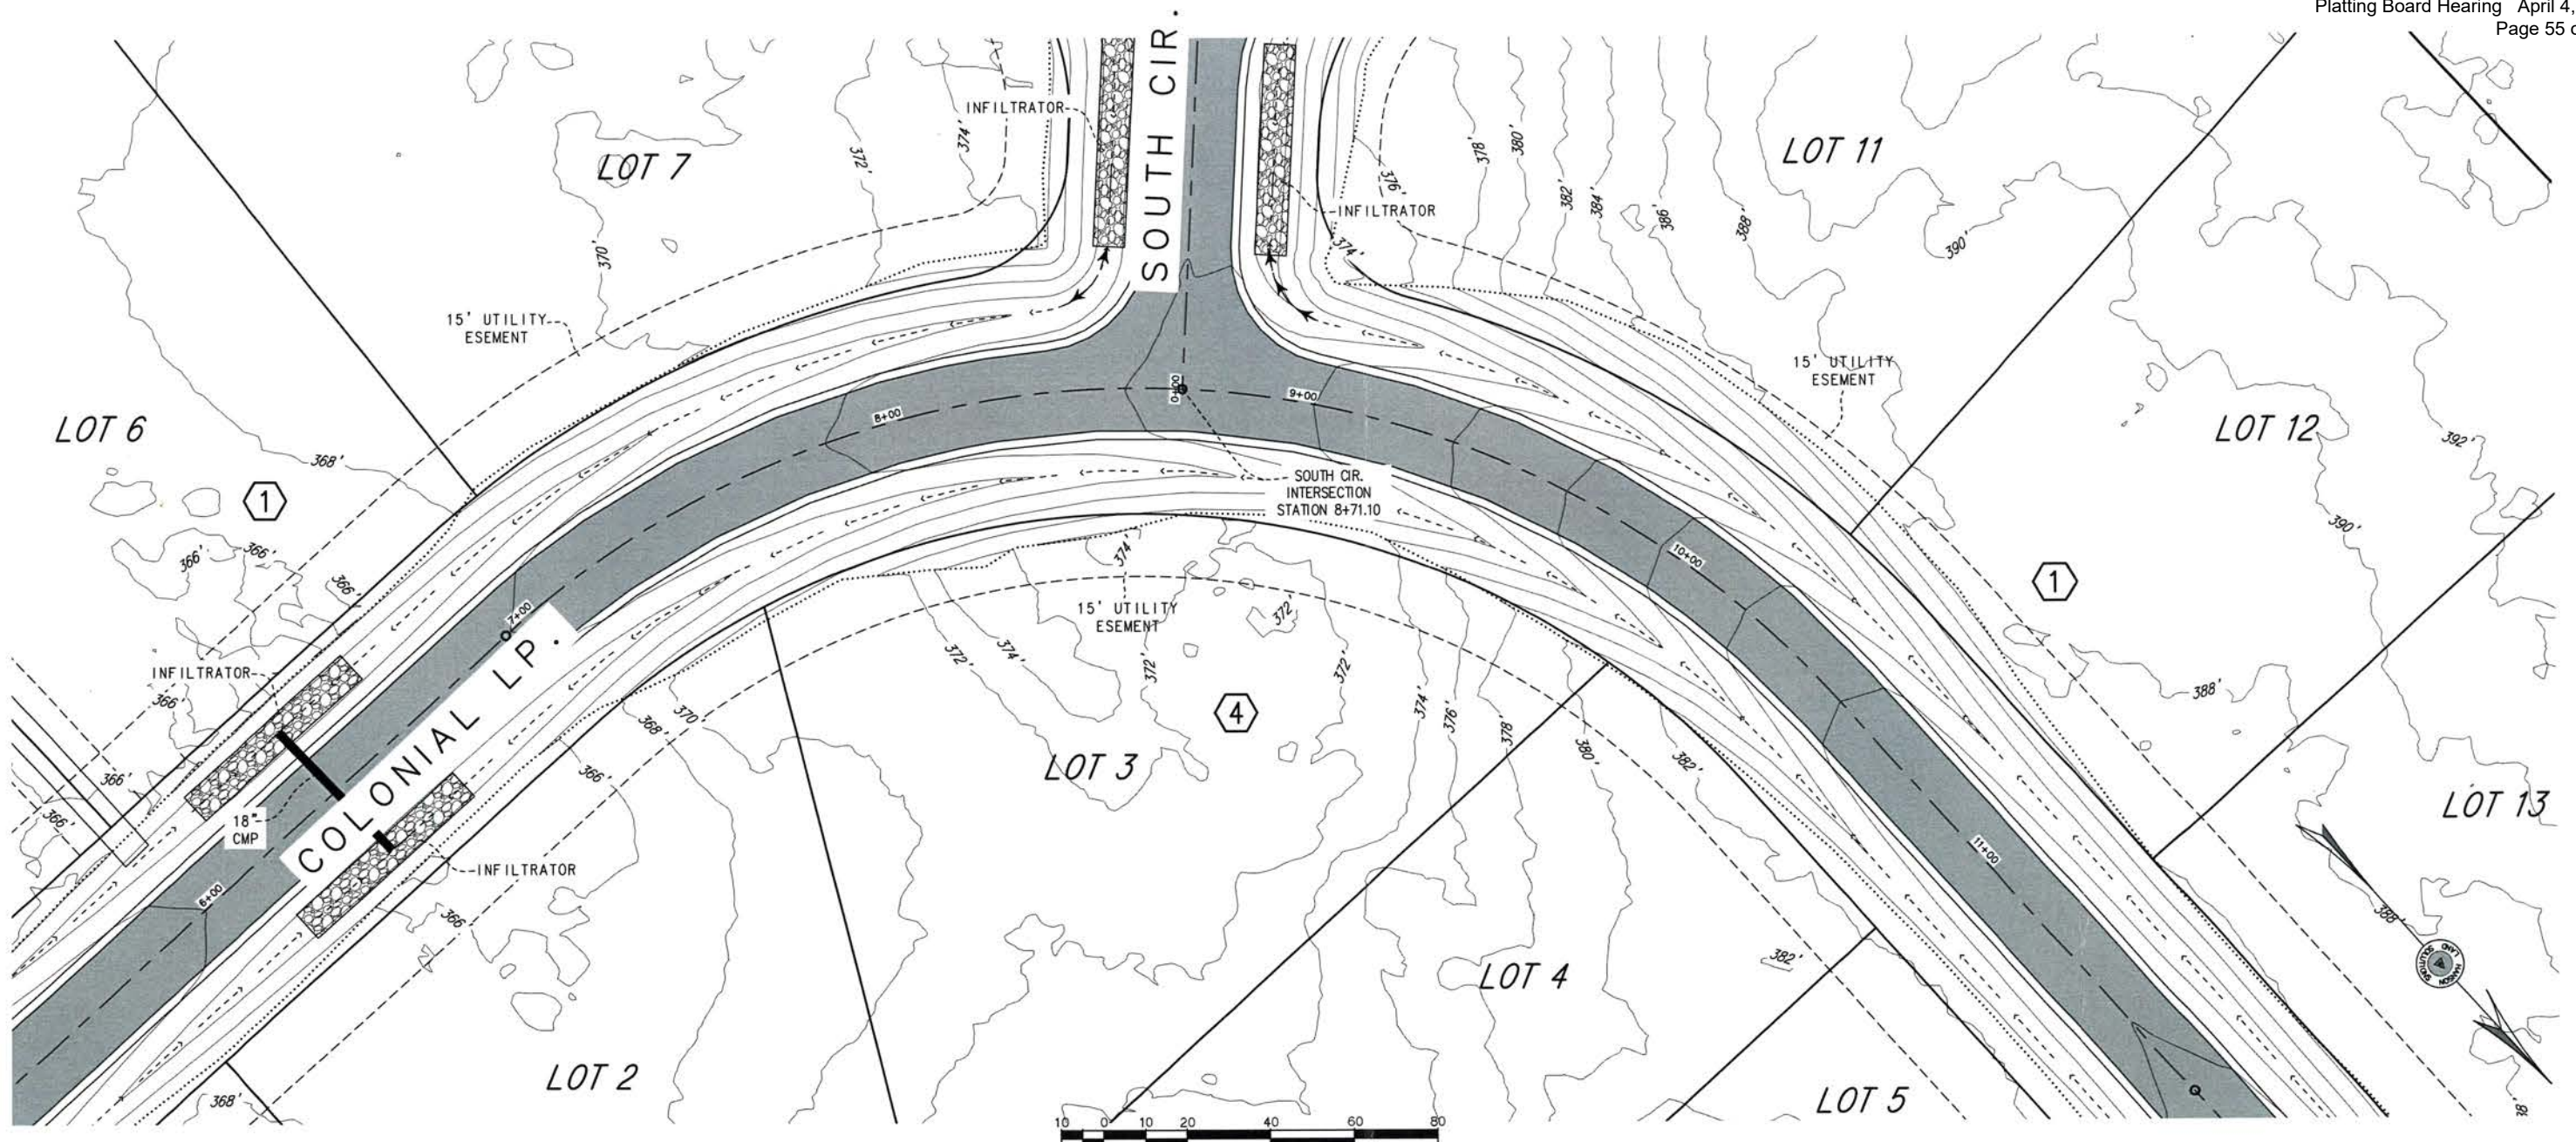 Platting Board Hearing April 4,
Page 55 o
SOUTH CIR.
INFILTRATOR
LOT 7
372'
374'
378'
380'
LOT 11
376'
382'
384'
386'
388'
INFILTRATOR
370'
374'
390'
15' UTILITY
ESEMENT
15' UTILITY
ESEMENT
LOT 6
8+00
0+00
9+00
LOT 12
392'
368'
1
SOUTH CIR.
INTERSECTION
STATION 8+71.10
390'
366'
366'
366'
374'
10+00
1
7+00
15' UTILITY
ESEMENT
372'
INFILTRATOR
366'
372'
374'
372'
372'
388'
368'
370'
4
374'
376'
378'
380'
382'
COLONIAL LP.
LOT 3
366'
366'
366'
18"
CMP
LOT 13
INFILTRATOR
11+00
6+00
366'
388'
382'
HANSON
LAND
SOLUTIONS
LOT 4
LOT 2
LOT 5
368'
10 0 10 20 40 60 80